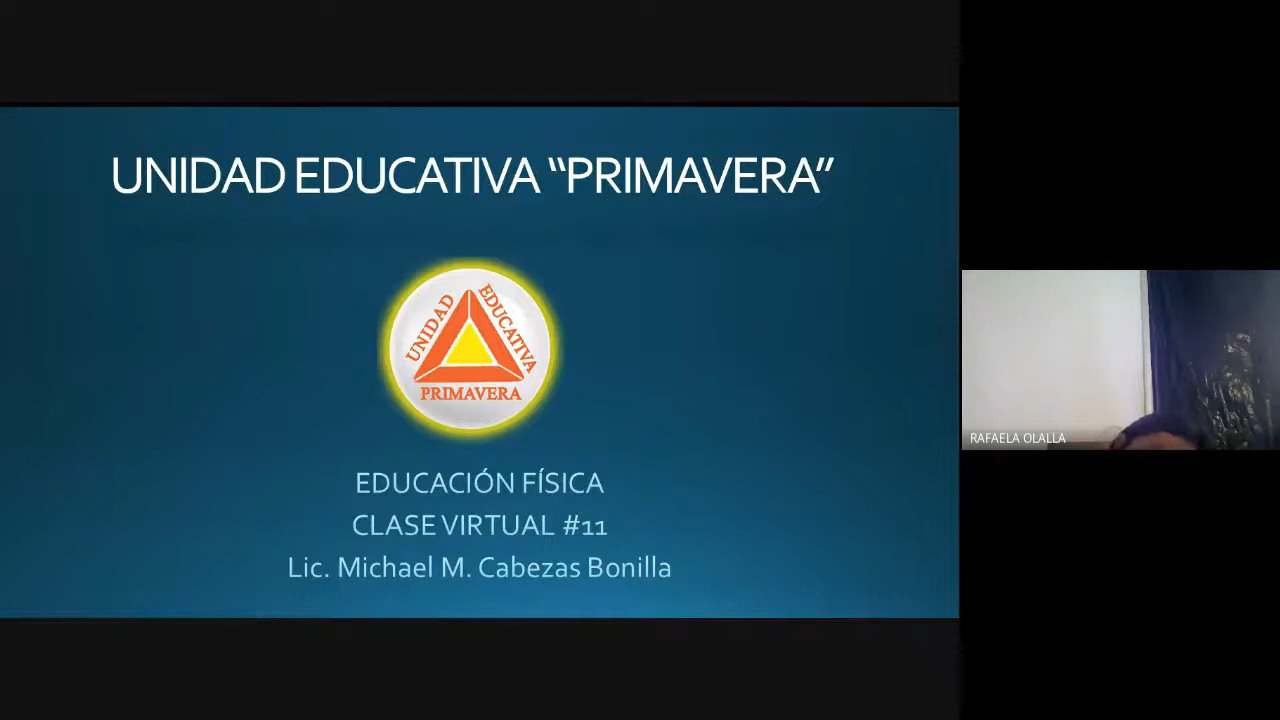 UNIDAD EDUCATIVA “PRIMAVERA”
UNIDAD
EDUCATIVA
PRIMAVERA
EDUCACIÓN FÍSICA
CLASE VIRTUAL #11
Lic. Michael M. Cabezas Bonilla
RAFAELA OLALLA